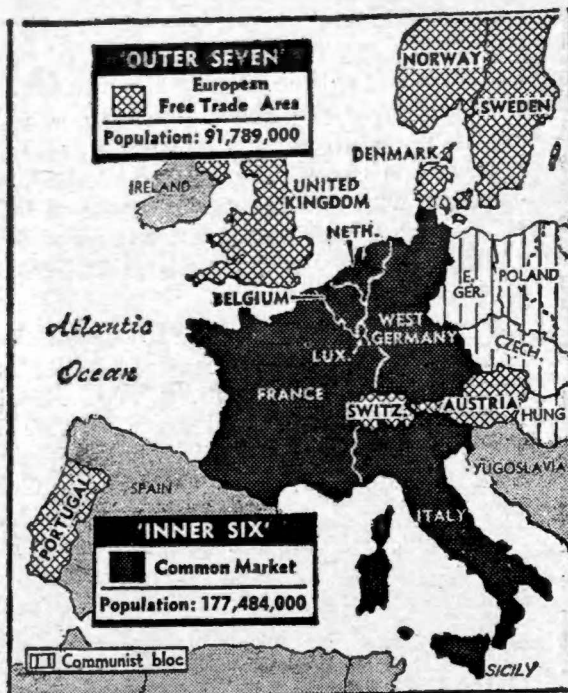 'OUTER SEVEN'
European
Free Trade Area
Population: 91,789,000
NORWAY
SWEDEN
DENMARK
IRELAND
UNITED
KINGDOM
NETH.
BELGIUM
E.
GER.
POLAND
Atlantic
Ocean
LUX.
WEST
GERMANY
CZECH.
FRANCE
SWITZ.
AUSTRIA
HUNG
YUGOSLAVIA
SPAIN
PORTUGAL
ITALY
'INNER SIX'
Common Market
Population: 177,484,000
Communist bloc
SICILY